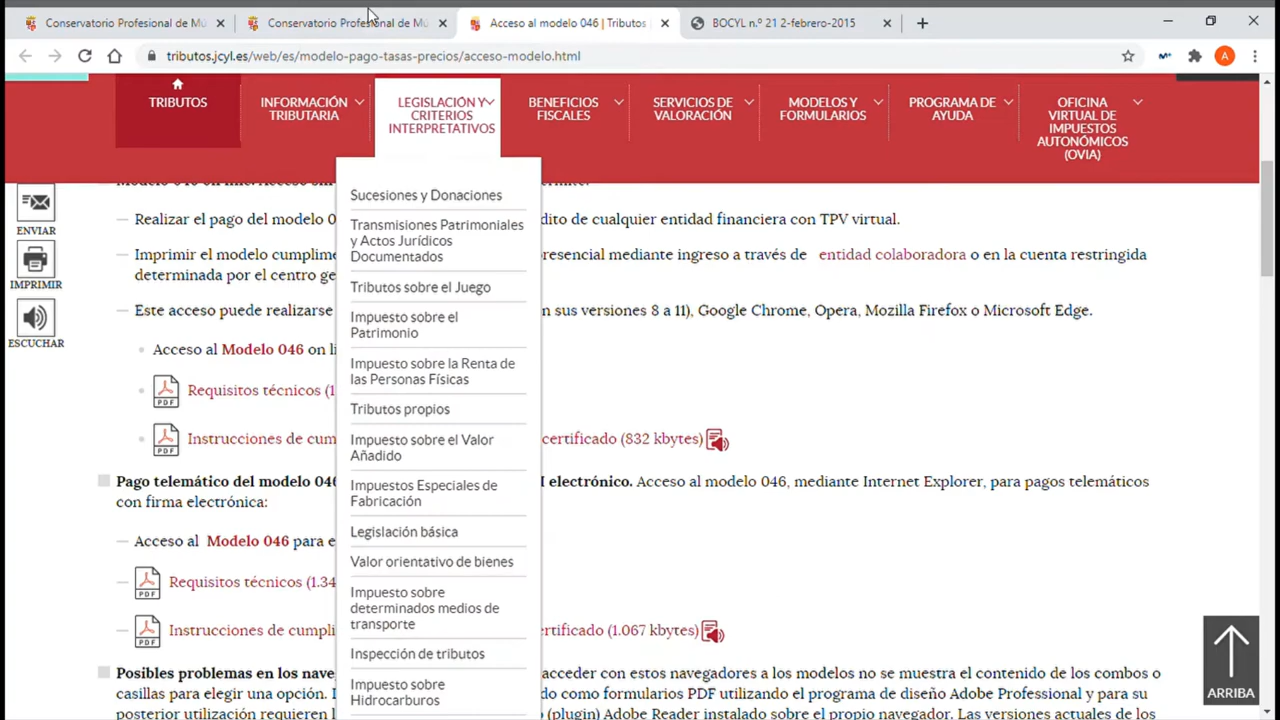 Conservatorio Profesional de Mú
Conservatorio Profesional de Mú
Acceso al modelo 046 | Tributos
BOCYL n.º 21 2-febrero-2015
tributos.jcyl.es/web/es/modelo-pago-tasas-precios/acceso-modelo.html
A
TRIBUTOS
INFORMACIÓN
TRIBUTARIA
LEGISLACIÓN Y
CRITERIOS
INTERPRETATIVOS
BENEFICIOS
FISCALES
SERVICIOS DE
VALORACIÓN
MODELOS Y
FORMULARIOS
PROGRAMA DE
AYUDA
OFICINA
VIRTUAL DE
IMPUESTOS
AUTONÓMICOS
(OVIA)
Sucesiones y Donaciones
Transmisiones Patrimoniales
y Actos Jurídicos
Documentados
Tributos sobre el Juego
Impuesto sobre el
Patrimonio
Impuesto sobre la Renta de
las Personas Físicas
Tributos propios
Impuesto sobre el Valor
Añadido
Impuestos Especiales de
Fabricación
Legislación básica
Valor orientativo de bienes
Impuesto sobre
determinados medios de
transporte
Inspección de tributos
Impuesto sobre
Hidrocarburos
ENVIAR
IMPRIMIR
ESCUCHAR
Realizar el pago del modelo 0 dito de cualquier entidad financiera con TPV virtual.
Imprimir el modelo cumplime resencial mediante ingreso a través de entidad colaboradora o en la cuenta restringida
determinada por el centro ge
Este acceso puede realizarse n sus versiones 8 a 11), Google Chrome, Opera, Mozilla Firefox o Microsoft Edge.
Acceso al Modelo 046 on li
PDF Requisitos técnicos (1
PDF Instrucciones de cum certificado (832 kbytes)
Pago telemático del modelo 046 I electrónico. Acceso al modelo 046, mediante Internet Explorer, para pagos telemáticos
con firma electrónica:
Acceso al Modelo 046 para e
PDF Requisitos técnicos (1.34
PDF Instrucciones de cumpli ertificado (1.067 kbytes)
Posibles problemas en los nave acceder con estos navegadores a los modelos no se muestra el contenido de los combos o
casillas para elegir una opción. do como formularios PDF utilizando el programa de diseño Adobe Professional y para su
posterior utilización requieren (plugin) Adobe Reader instalado sobre el propio navegador. Las versiones actuales de los
ARRIBA